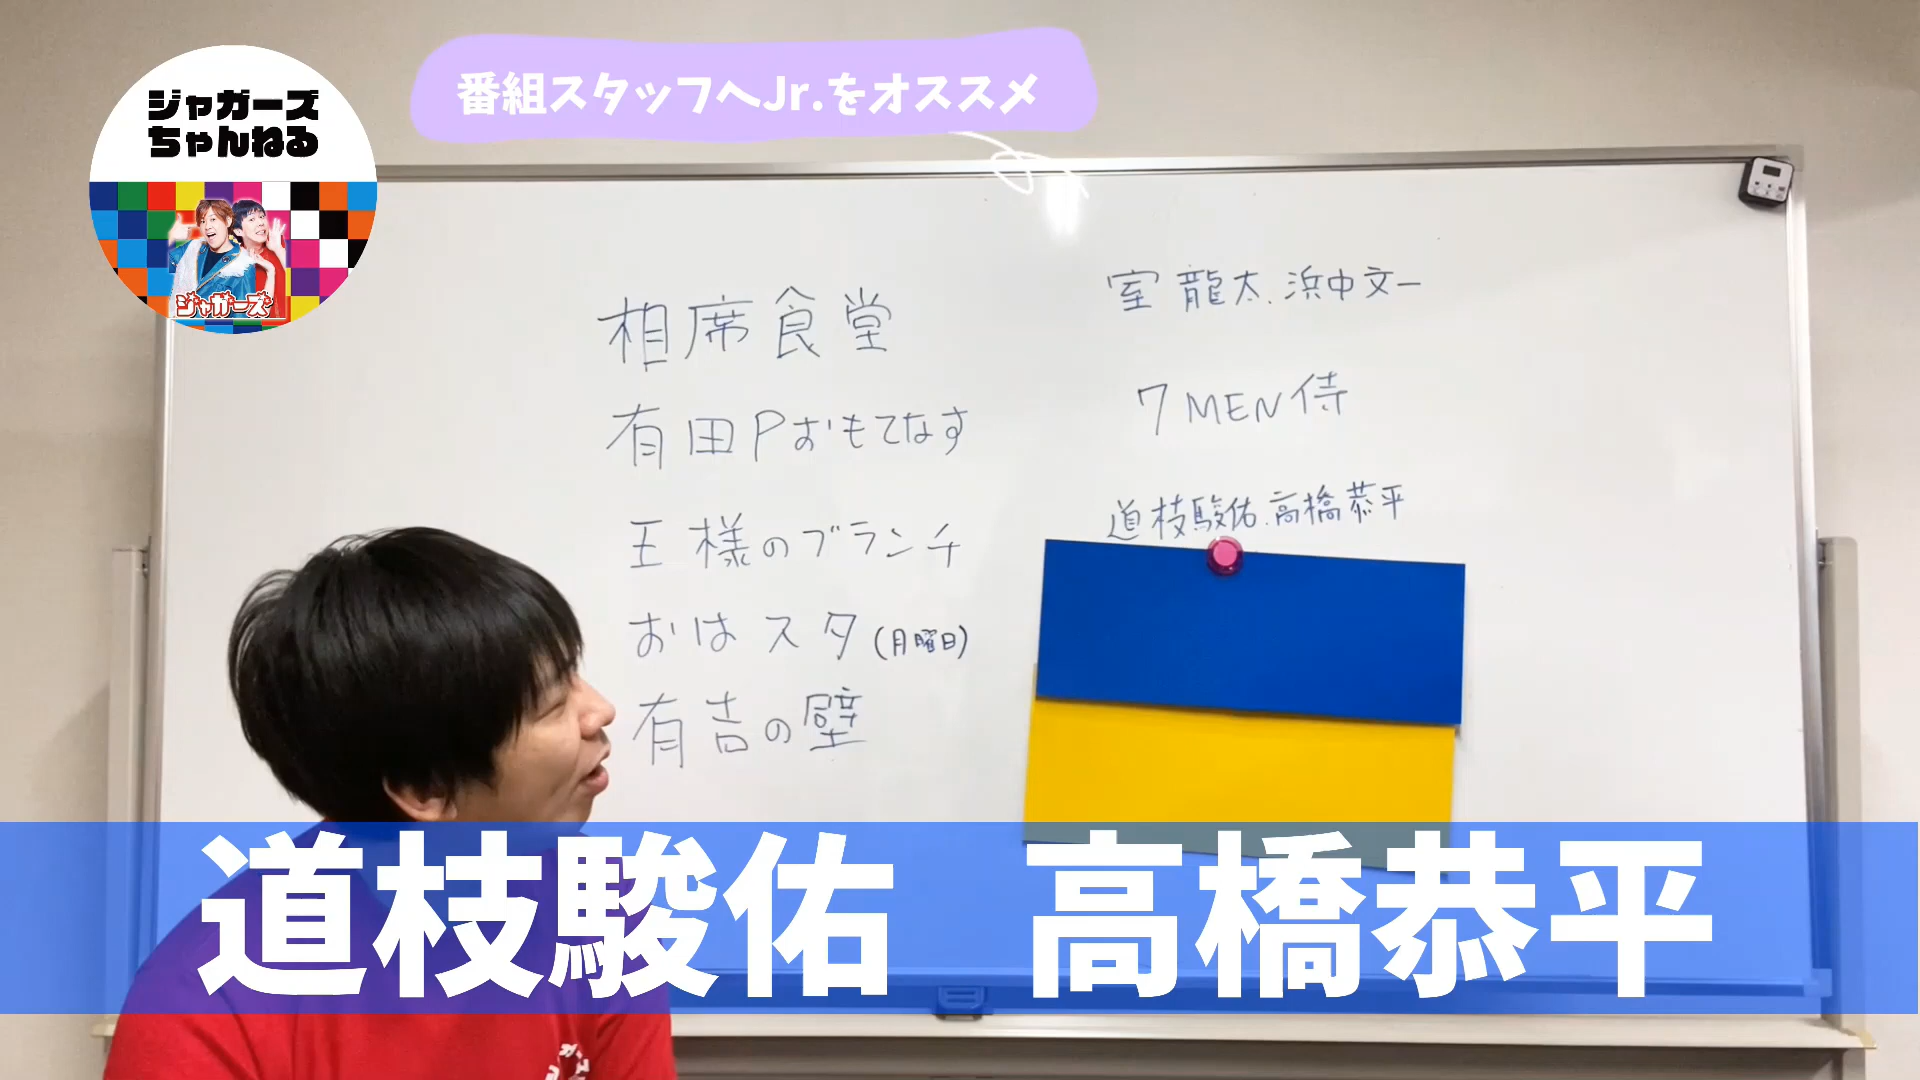 ジャガーズ
ちゃんねる
ジャガーズ
番組スタッフへJr.をオススメ
相席食堂
有田Pおもてなす
王様のブランチ
おはスタ(月曜日)
有吉の壁
室龍太、浜中文一
7 MEN 侍
道枝駿佑、高橋恭平
道枝駿佑 高橋恭平